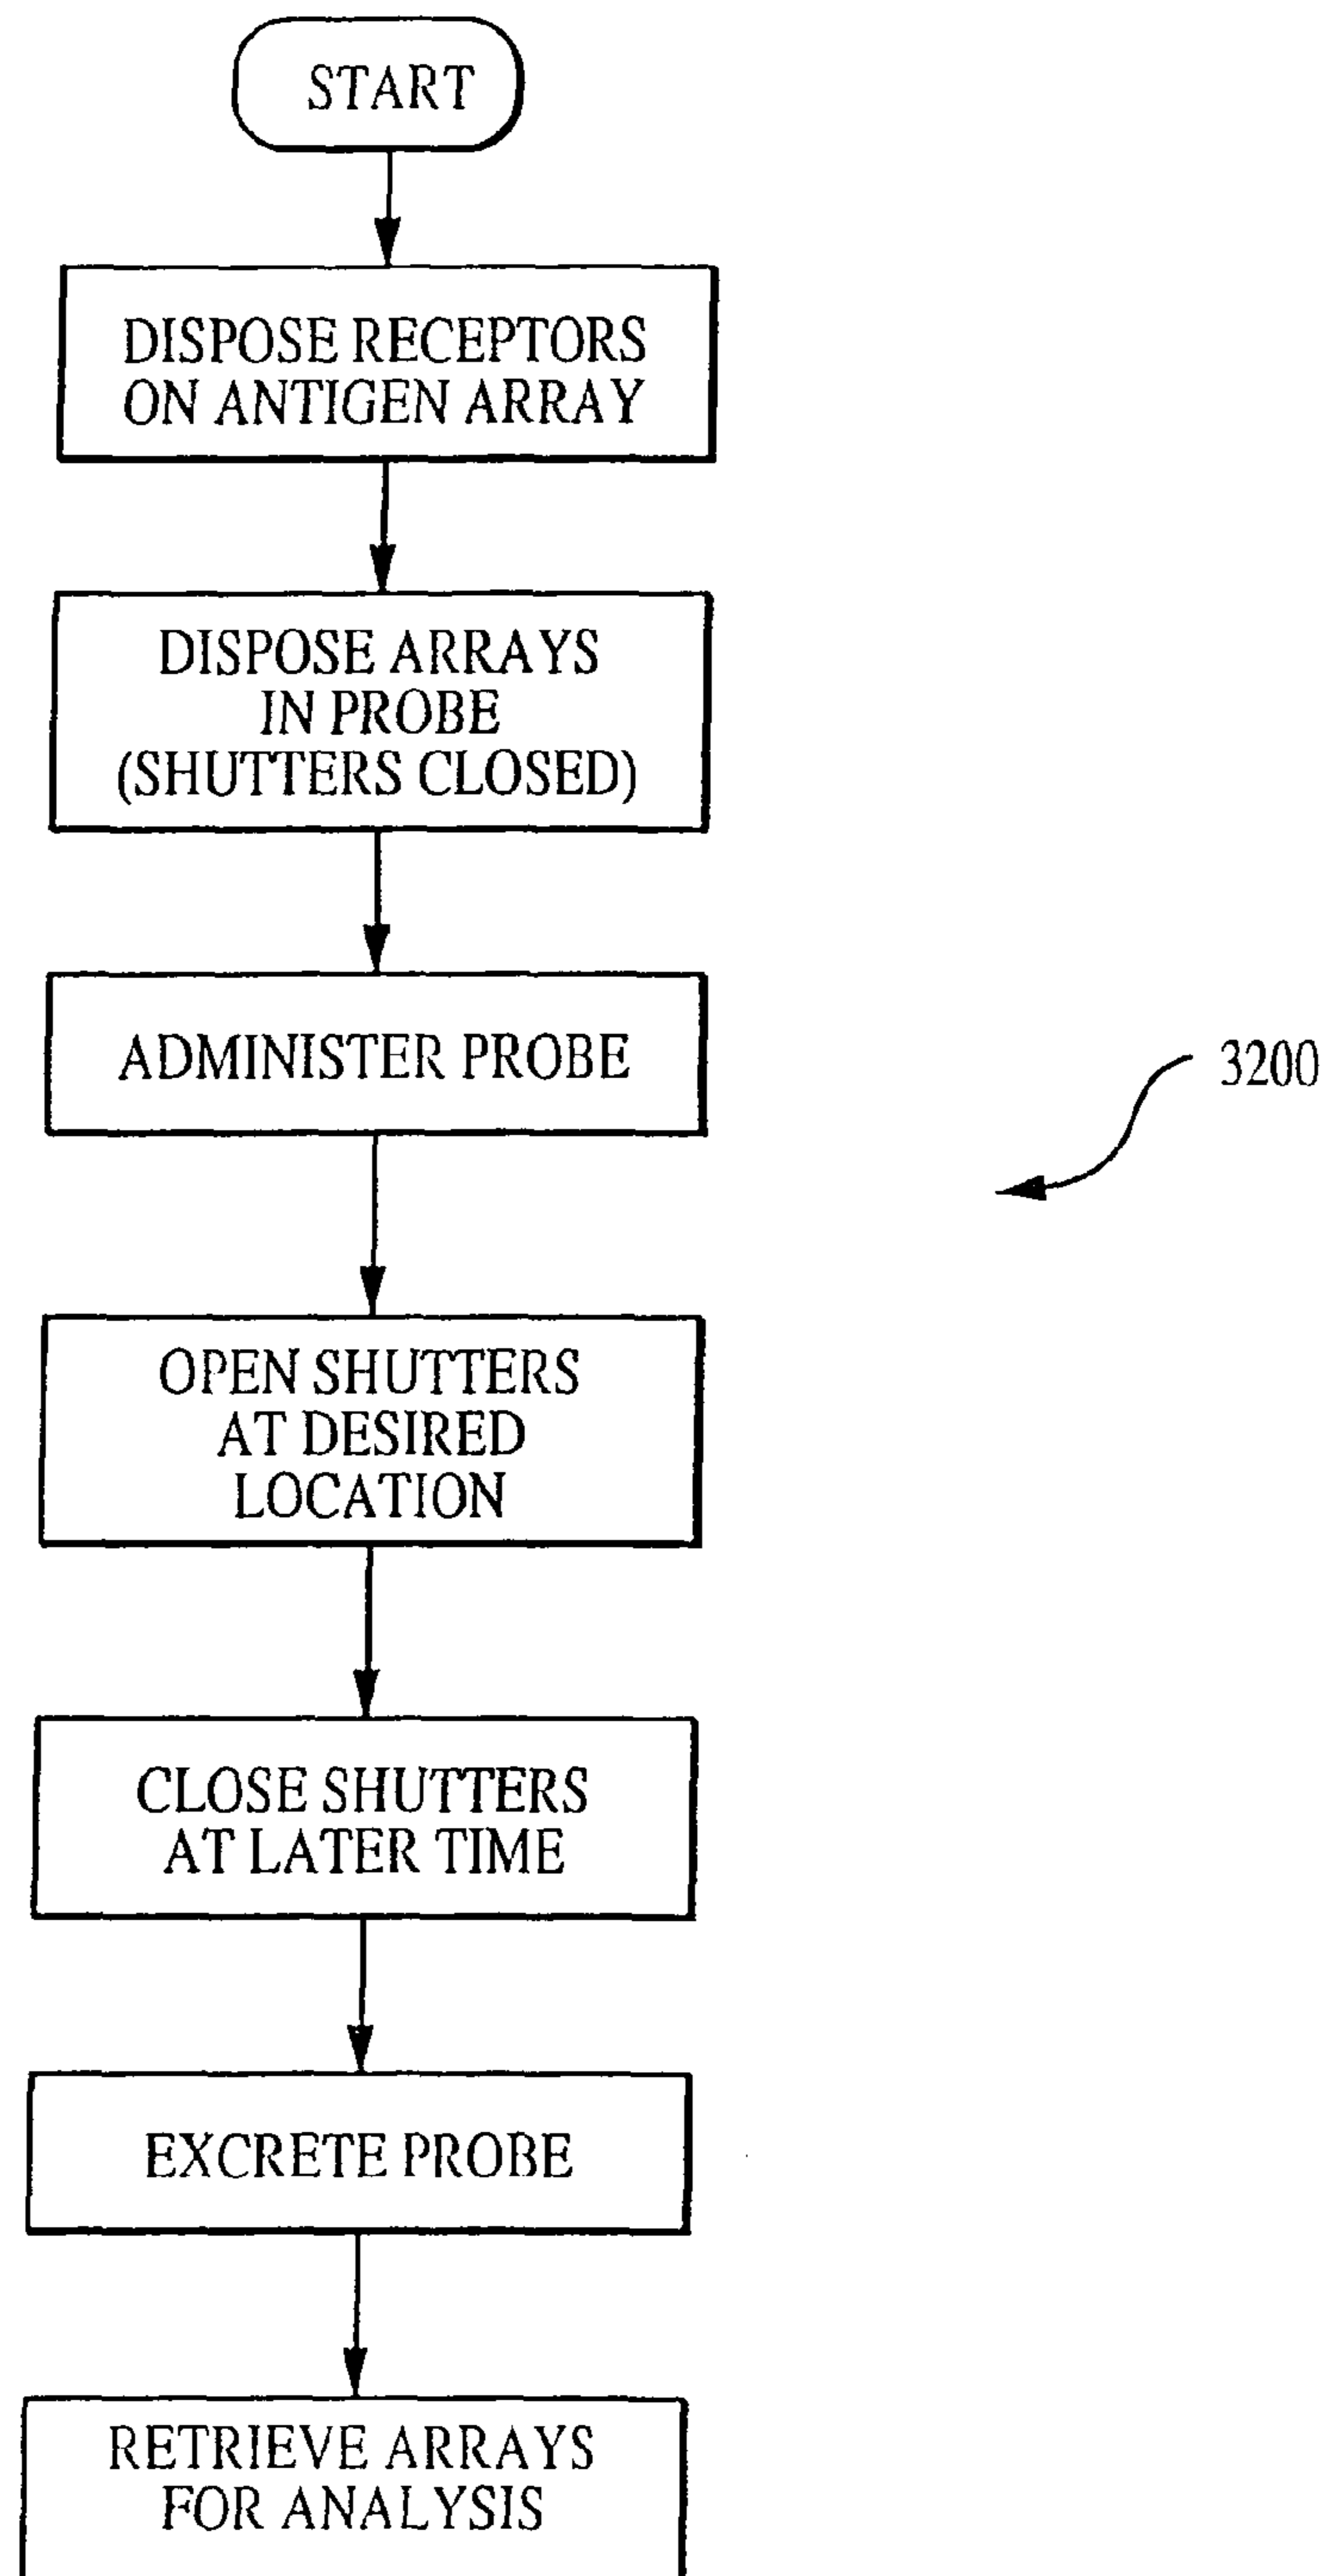 START
DISPOSE RECEPTORS
ON ANTIGEN ARRAY
DISPOSE ARRAYS
IN PROBE
(SHUTTERS CLOSED)
ADMINISTER PROBE
3200
OPEN SHUTTERS
AT DESIRED
LOCATION
CLOSE SHUTTERS
AT LATER TIME
EXCRETE PROBE
RETRIEVE ARRAYS
FOR ANALYSIS